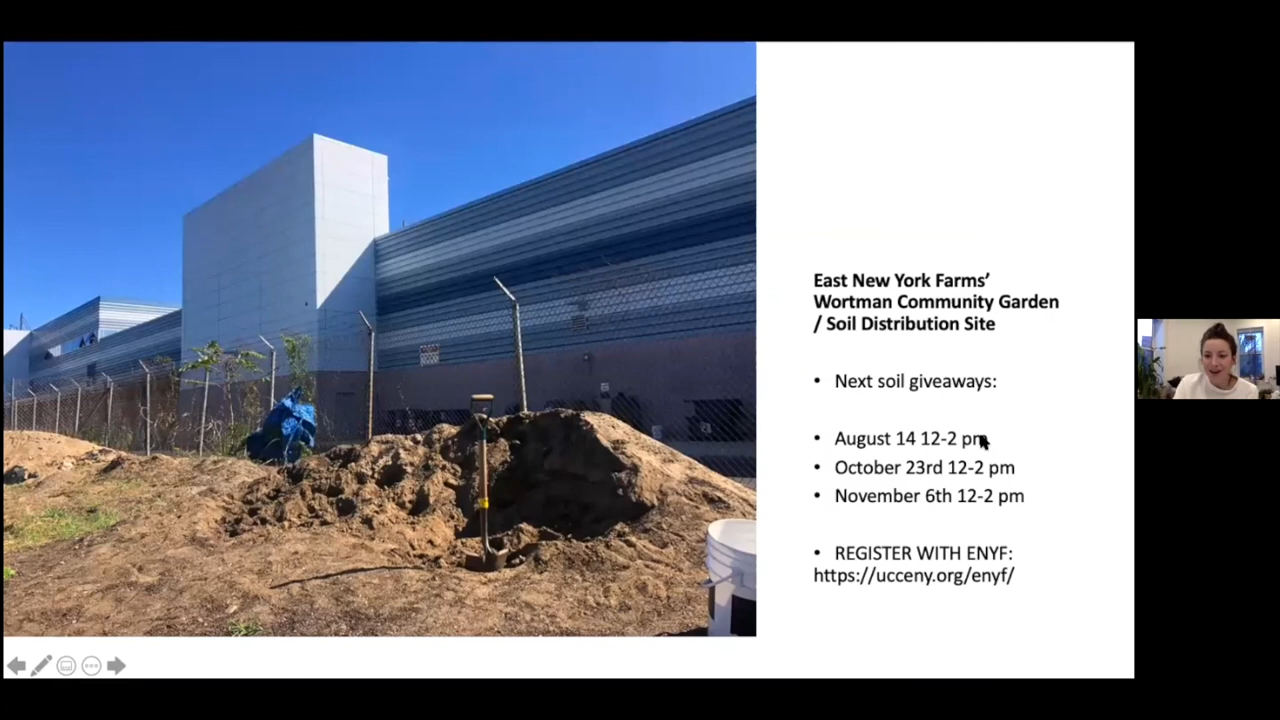 East New York Farms’
Wortman Community Garden
/ Soil Distribution Site
• Next soil giveaways:
• August 14 12-2 pm
• October 23rd 12-2 pm
• November 6th 12-2 pm
• REGISTER WITH ENYF:
https://ucceny.org/enyf/